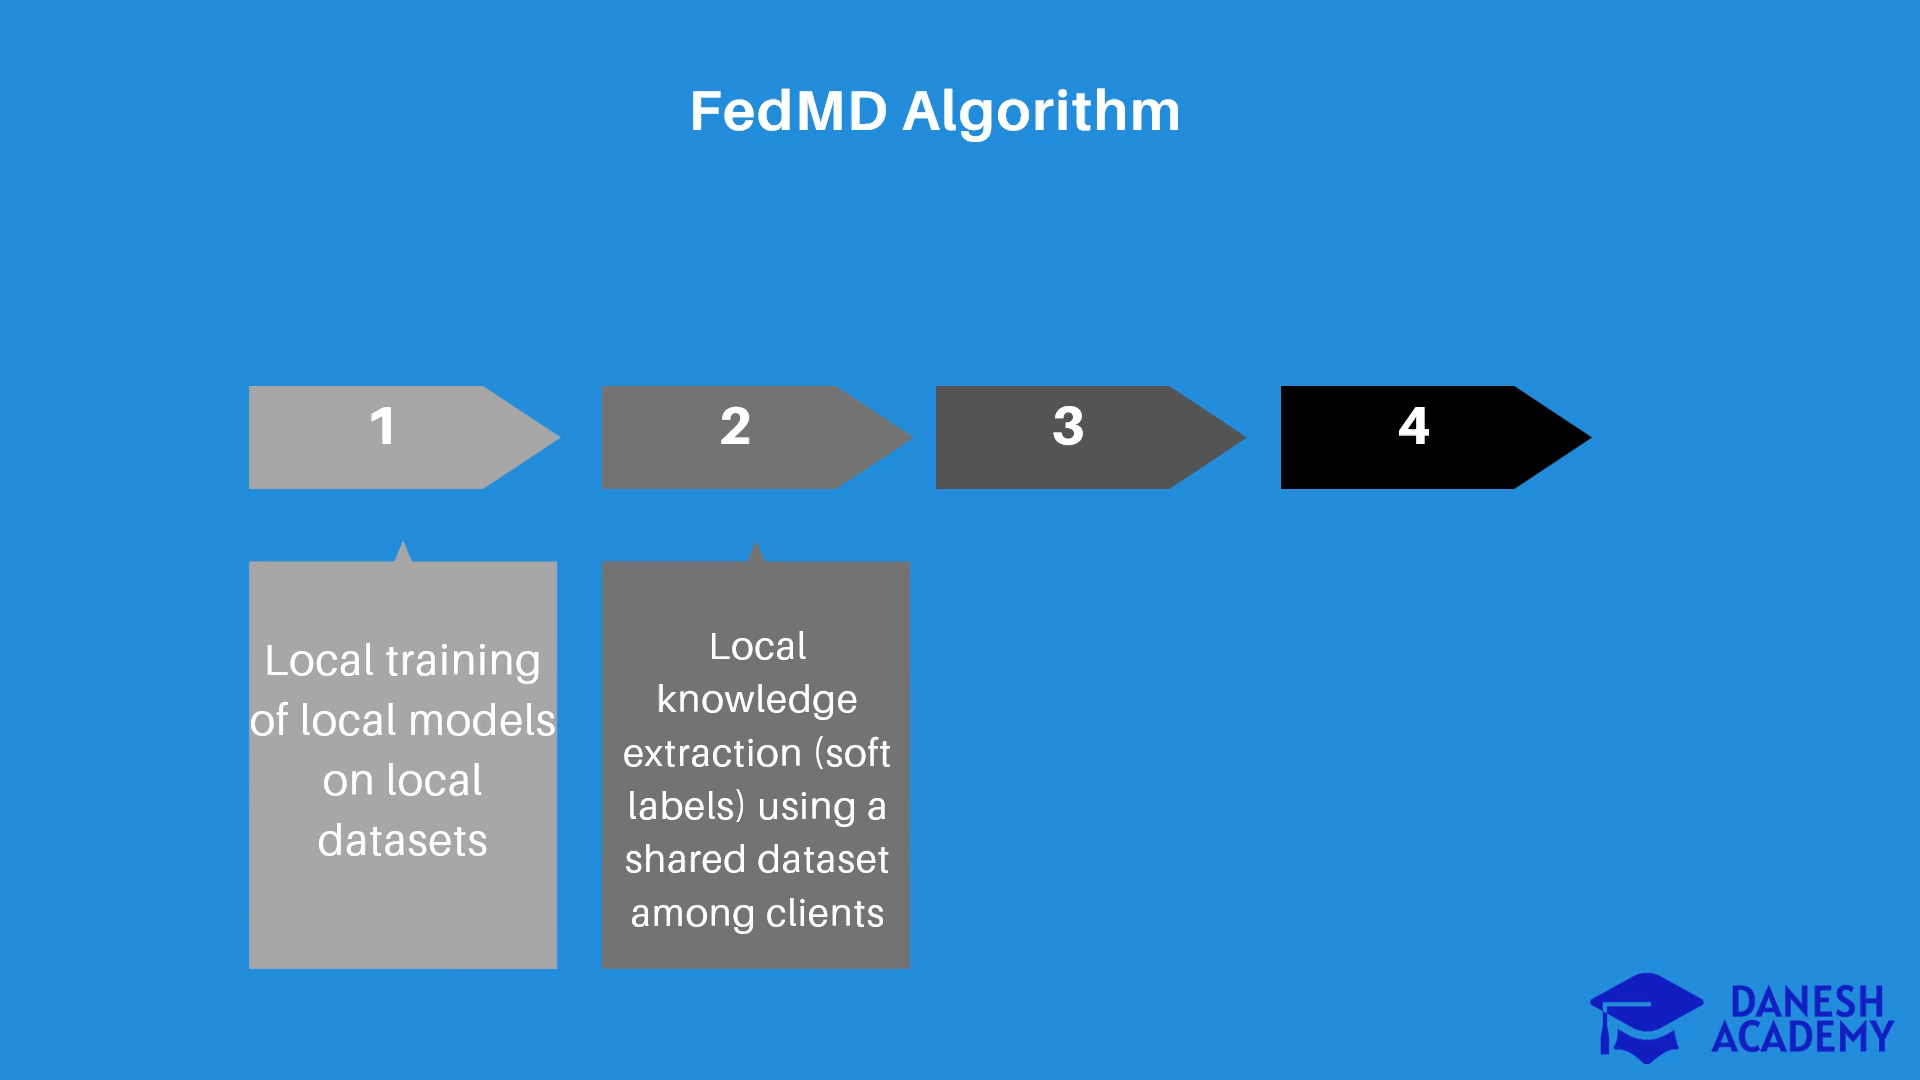 FedMD Algorithm
1
2
3
4
Local training
of local models
on local
datasets
Local
knowledge
extraction (soft
labels) using a
shared dataset
among clients
DANESH
ACADEMY